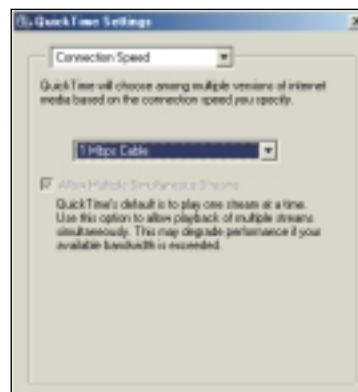 QuickTime Settings
Connection Speed
QuickTime will choose among multiple versions of internet
media based on the connection speed you specify.
1 Mbps Cable
Allow Multiple Simultaneous Streams
QuickTime's default is to play one stream at a time.
Use this option to allow playback of multiple streams
simultaneously. This may degrade performance if your
available bandwidth is exceeded.